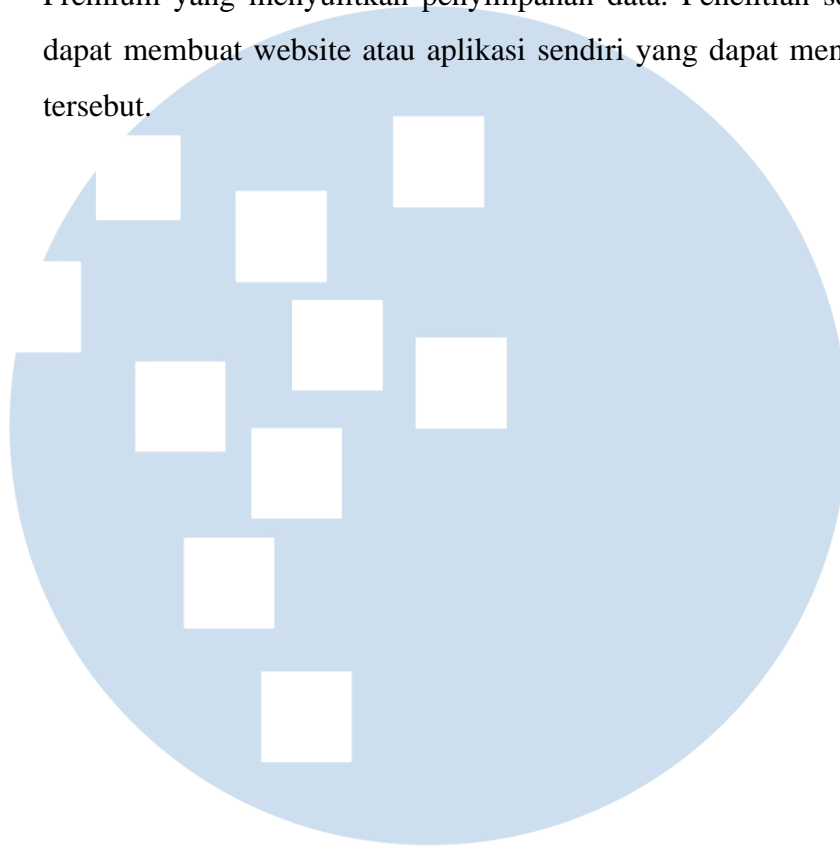 Premium yang menyulitkan penyimpanan data. Penelitian
dapat membuat website atau aplikasi sendiri yang dapat
tersebut.